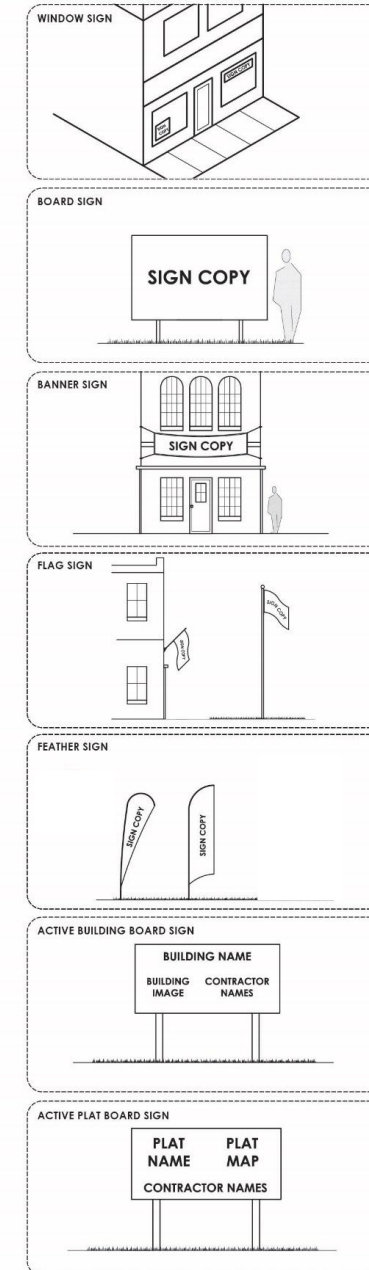 WINDOW SIGN
SIGN COPY
SIGN
COPY
BOARD SIGN
SIGN COPY
BANNER SIGN
SIGN COPY
FLAG SIGN
SIGN COPY
SIGN COPY
FEATHER SIGN
SIGN COPY
SIGN COPY
ACTIVE BUILDING BOARD SIGN
BUILDING NAME
BUILDING CONTRACTOR
IMAGE NAMES
ACTIVE PLAT BOARD SIGN
PLAT PLAT
NAME MAP
CONTRACTOR NAMES